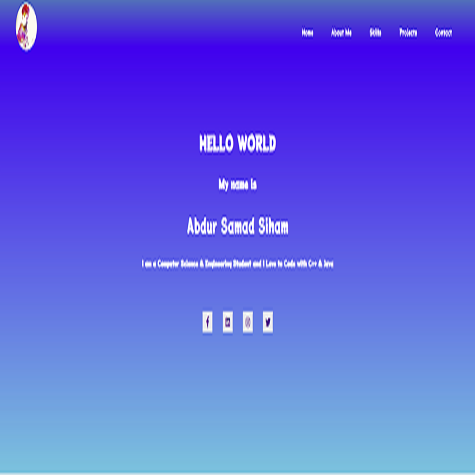 Home About Me Skills Projects Contact
HELLO WORLD
My name is
Abdur Samad Siham
I am a Computer Science & Engineering Student and I Love to Code with C++ & Java